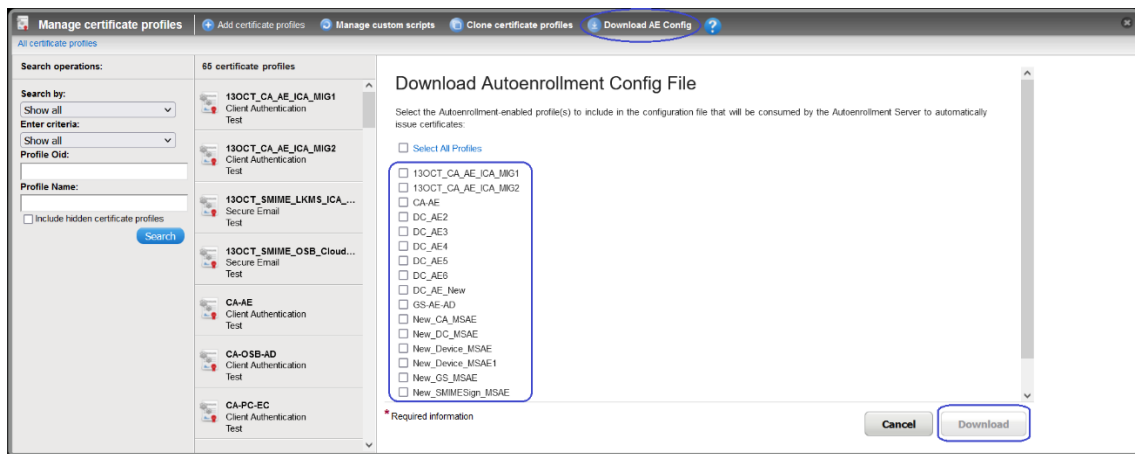 Manage certificate profiles
Add certificate profiles
Manage custom scripts
Clone certificate profiles
Download AE Config
?
All certificate profiles
Search operations:
Search by:
Show all
Enter criteria:
Show all
Profile Oid:
Profile Name:
Include hidden certificate profiles
Search
65 certificate profiles
13OCT_CA_AE_ICA_MIG1
Client Authentication
Test
13OCT_CA_AE_ICA_MIG2
Client Authentication
Test
13OCT_SMIME_LKMS_ICA_...
Secure Email
Test
13OCT_SMIME_OSB_Cloud...
Secure Email
Test
CA-AE
Client Authentication
Test
CA-OSB-AD
Client Authentication
Test
CA-PC-EC
Client Authentication
Test
Download Autoenrollment Config File
Select the Autoenrollment-enabled profile(s) to include in the configuration file that will be consumed by the Autoenrollment Server to automatically
issue certificates:
Select All Profiles
13OCT_CA_AE_ICA_MIG1
13OCT_CA_AE_ICA_MIG2
CA-AE
DC_AE2
DC_AE3
DC_AE4
DC_AE5
DC_AE6
DC_AE_New
GS-AE-AD
New_CA_MSAE
New_DC_MSAE
New_Device_MSAE
New_Device_MSAE1
New_GS_MSAE
New_SMIMESign_MSAE
* Required information
Cancel
Download